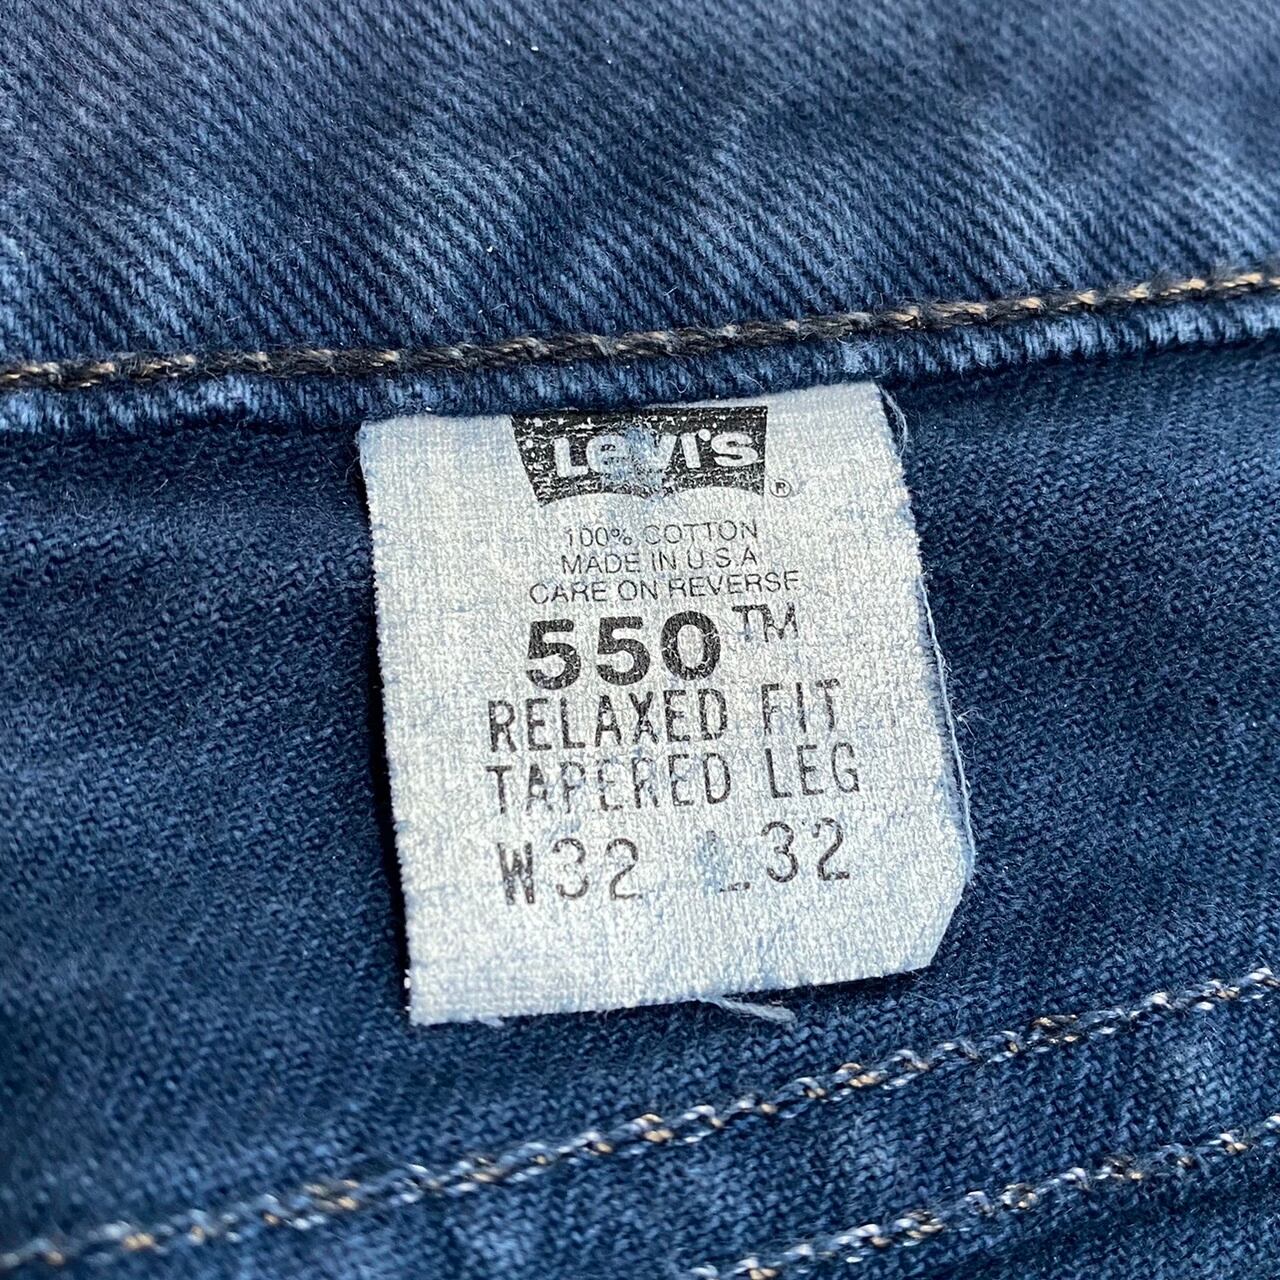 Levi's ®
100% COTTON
MADE IN U.S.A
CARE ON REVERSE
550™
RELAXED FIT
TAPERED LEG
W32 L32